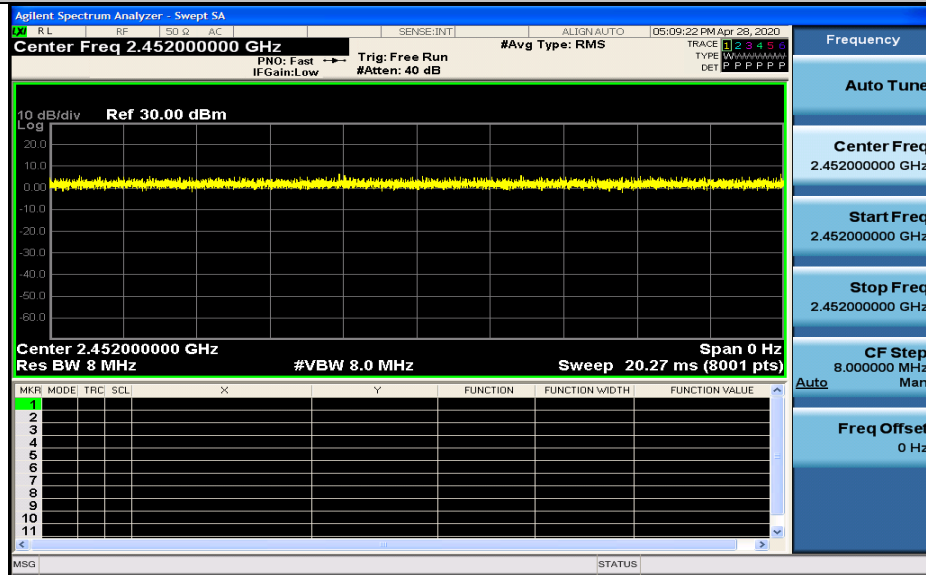 Agilent Spectrum Analyzer - Swept SA
LXI RL RF 50 Ω AC SENSE:INT ALIGN AUTO 05:09:22 PM Apr 28, 2020
Center Freq 2.452000000 GHz
PNO: Fast
IFGain:Low
Trig: Free Run
#Atten: 40 dB
#Avg Type: RMS
TRACE 1 2 3 4 5 6
TYPE WWWWWW
DET P P P P P P
10 dB/div Ref 30.00 dBm
Log
20.0
10.0
0.00
-10.0
-20.0
-30.0
-40.0
-50.0
-60.0
Center 2.452000000 GHz Span 0 Hz
Res BW 8 MHz #VBW 8.0 MHz Sweep 20.27 ms (8001 pts)
MKR MODE TRC SCL X Y FUNCTION FUNCTION WIDTH FUNCTION VALUE
1
2
3
4
5
6
7
8
9
10
11
MSG STATUS
Frequency
Auto Tune
Center Freq
2.452000000 GHz
Start Freq
2.452000000 GHz
Stop Freq
2.452000000 GHz
CF Step
8.000000 MHz
Auto Man
Freq Offset
0 Hz